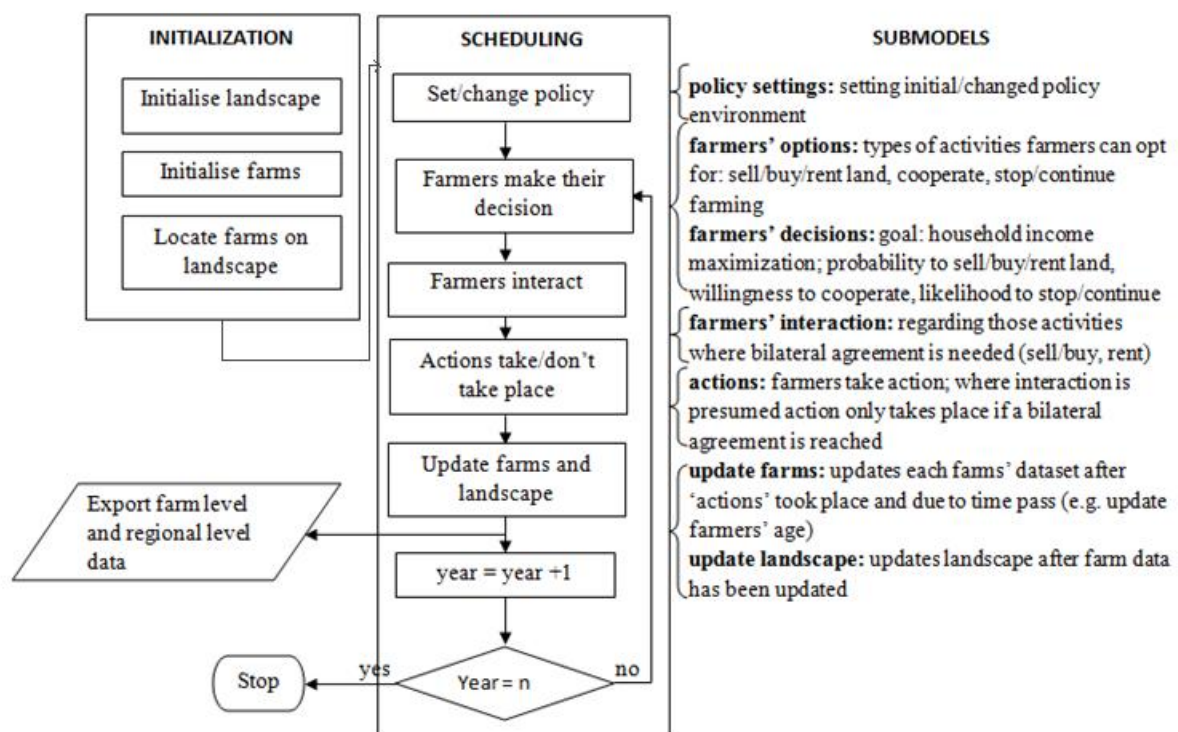 INITIALIZATION
Initialise landscape
Initialise farms
Locate farms on
landscape
SCHEDULING
Set/change policy
Farmers make their
decision
Farmers interact
Actions take/don't
take place
Update farms and
landscape
Export farm level
and regional level
data
year = year +1
Year= n
yes
no
Stop
SUBMODELS
policy settings: setting initial/changed policy
environment
farmers' options: types of activities farmers can opt
for: sell/buy/rent land, cooperate, stop/continue
farming
farmers' decisions: goal: household income
maximization; probability to sell/buy/rent land,
willingness to cooperate, likelihood to stop/continue
farmers' interaction: regarding those activities
where bilateral agreement is needed (sell/buy, rent)
actions: farmers take action; where interaction is
presumed action only takes place if a bilateral
agreement is reached
update farms: updates each farms' dataset after
'actions' took place and due to time pass (e.g. update
farmers' age)
update landscape: updates landscape after farm data
has been updated